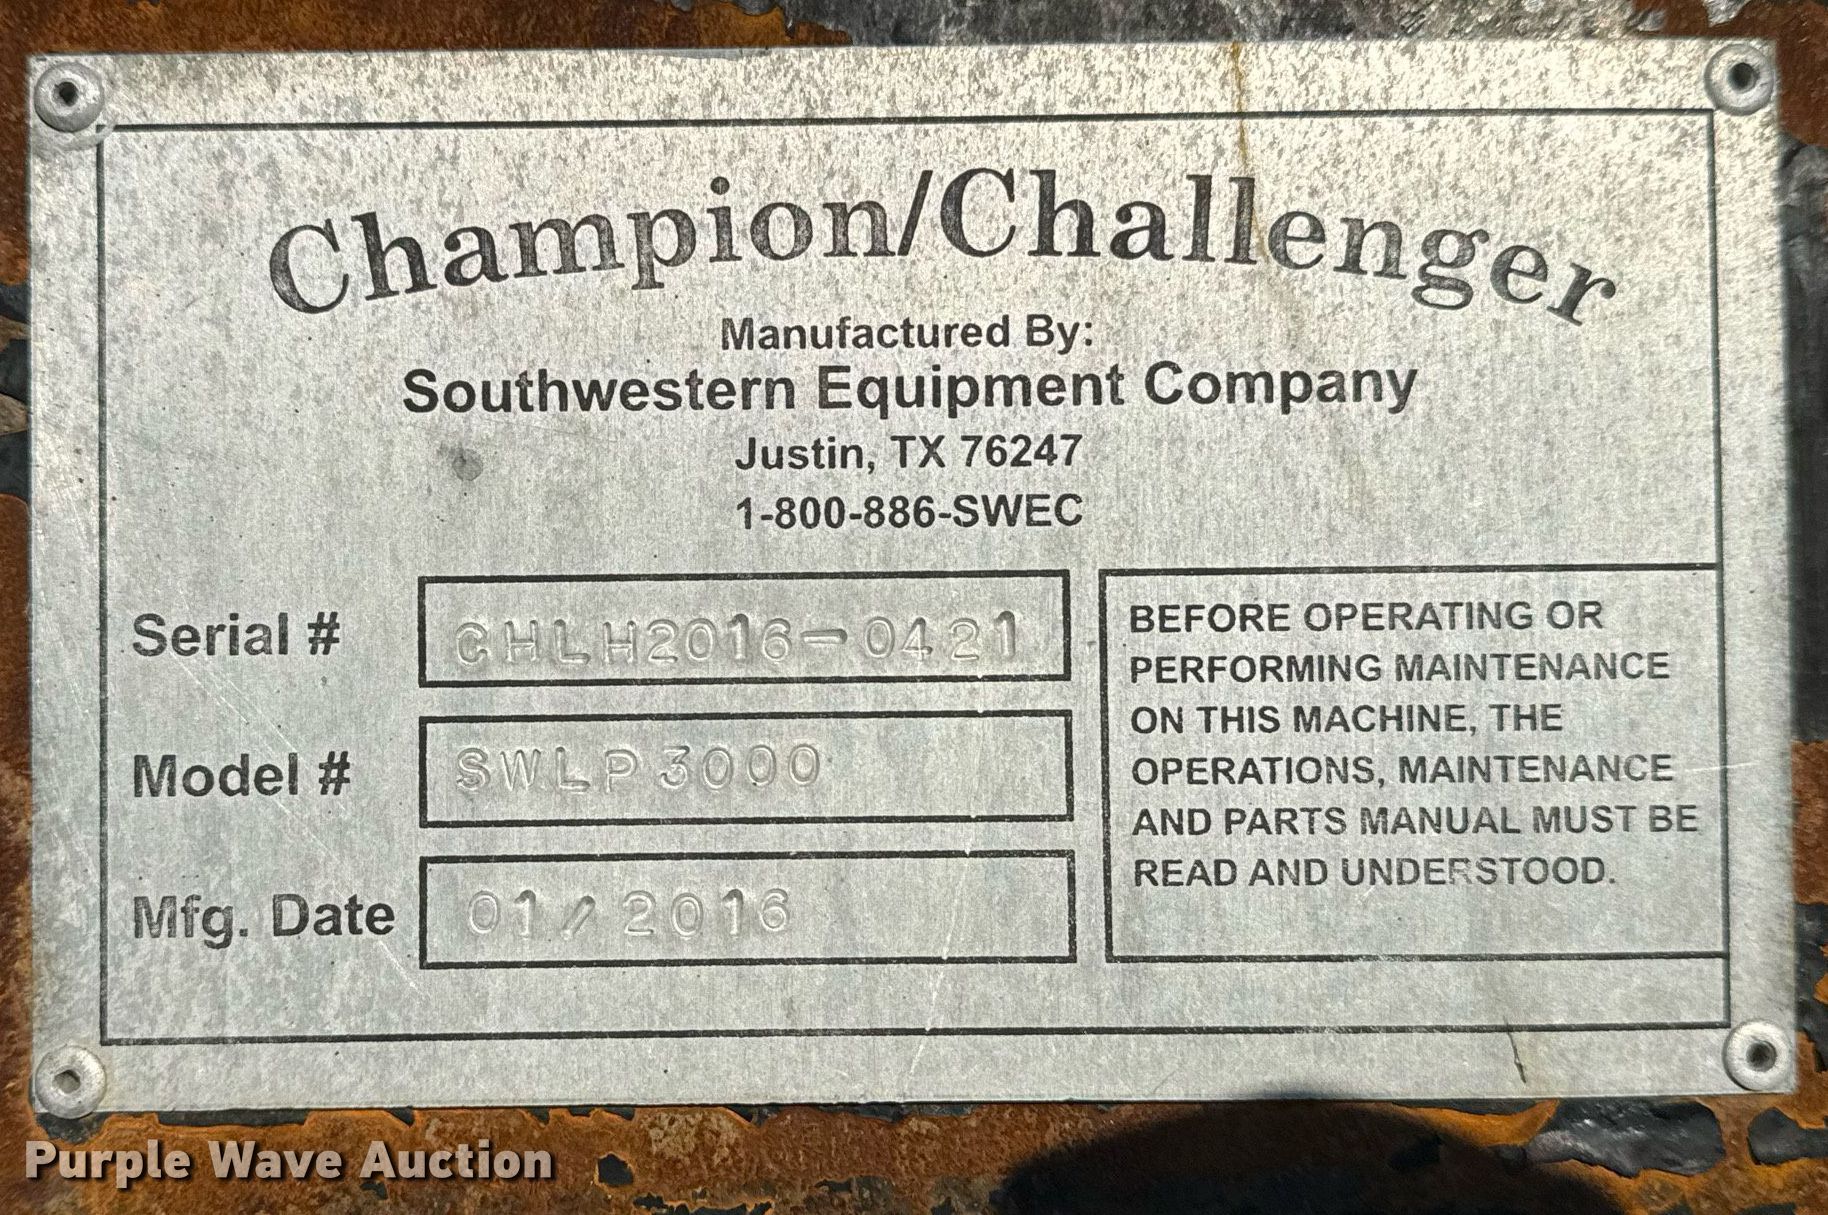 Champion/Challenger
Manufactured By:
Southwestern Equipment Company
Justin, TX 76247
1-800-886-SWEC
Serial # CHLH2016-0421
Model # SWLP3000
Mfg. Date 01/2016
BEFORE OPERATING OR
PERFORMING MAINTENANCE
ON THIS MACHINE, THE
OPERATIONS, MAINTENANCE
AND PARTS MANUAL MUST BE
READ AND UNDERSTOOD.
Purple Wave Auction